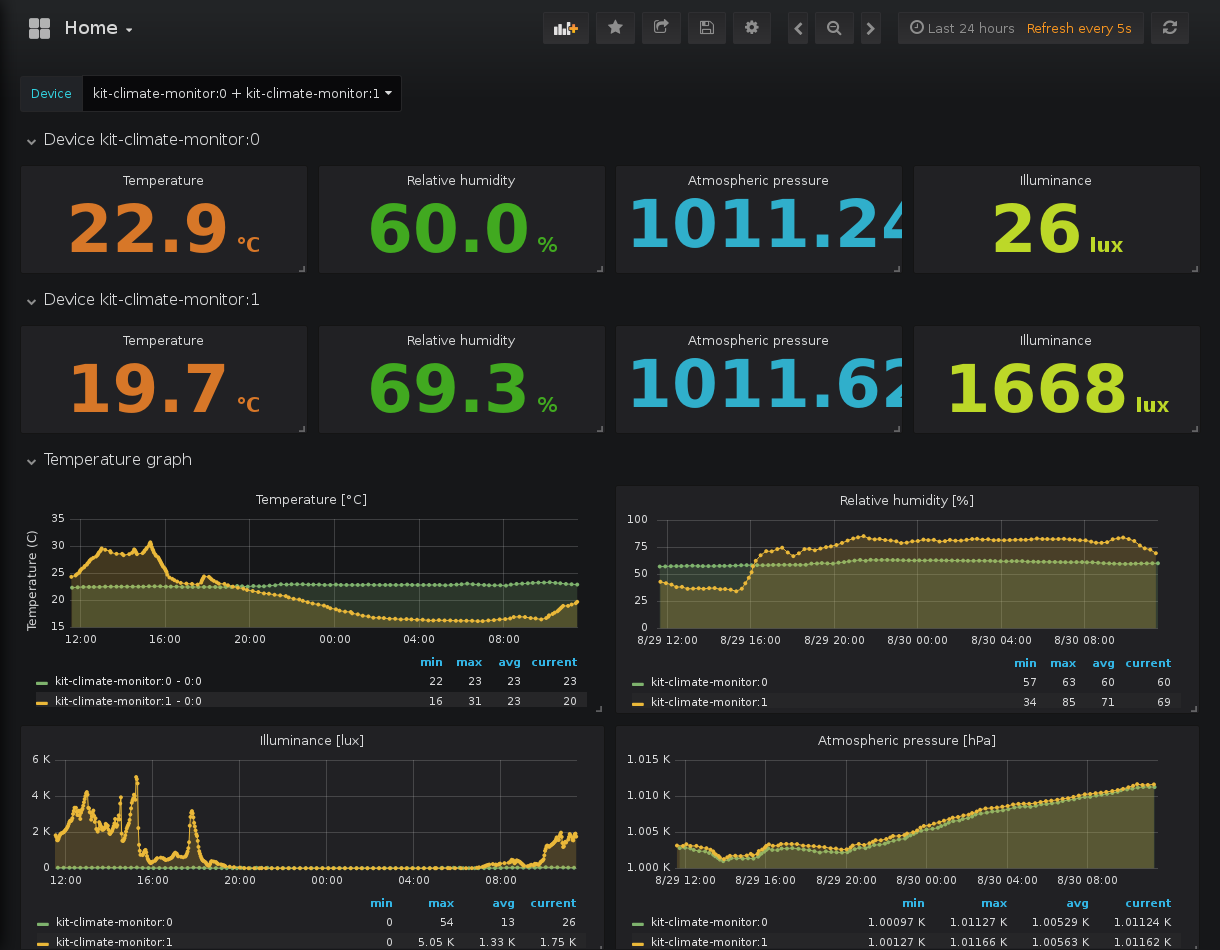 Home
Last 24 hours Refresh every 5s
Device kit-climate-monitor:0 + kit-climate-monitor:1
Device kit-climate-monitor:0
Temperature Relative humidity Atmospheric pressure Illuminance
22.9 °C 60.0 % 1011.24 26 lux
Device kit-climate-monitor:1
Temperature Relative humidity Atmospheric pressure Illuminance
19.7 °C 69.3 % 1011.62 1668 lux
Temperature graph
Temperature [°C]
Temperature (C)
35
30
25
20
15
12:00 16:00 20:00 00:00 04:00 08:00
min max avg current
kit-climate-monitor:0 - 0:0 22 23 23 23
kit-climate-monitor:1 - 0:0 16 31 23 20
Relative humidity [%]
100
75
50
25
0
8/29 12:00 8/29 16:00 8/29 20:00 8/30 00:00 8/30 04:00 8/30 08:00
min max avg current
kit-climate-monitor:0 57 63 60 60
kit-climate-monitor:1 34 85 71 69
Illuminance [lux]
6 K
4 K
2 K
0
12:00 16:00 20:00 00:00 04:00 08:00
min max avg current
kit-climate-monitor:0 0 54 13 26
kit-climate-monitor:1 0 5.05 K 1.33 K 1.75 K
Atmospheric pressure [hPa]
1.015 K
1.010 K
1.005 K
1.000 K
8/29 12:00 8/29 16:00 8/29 20:00 8/30 00:00 8/30 04:00 8/30 08:00
min max avg current
kit-climate-monitor:0 1.00097 K 1.01127 K 1.00529 K 1.01124 K
kit-climate-monitor:1 1.00127 K 1.01166 K 1.00563 K 1.01162 K